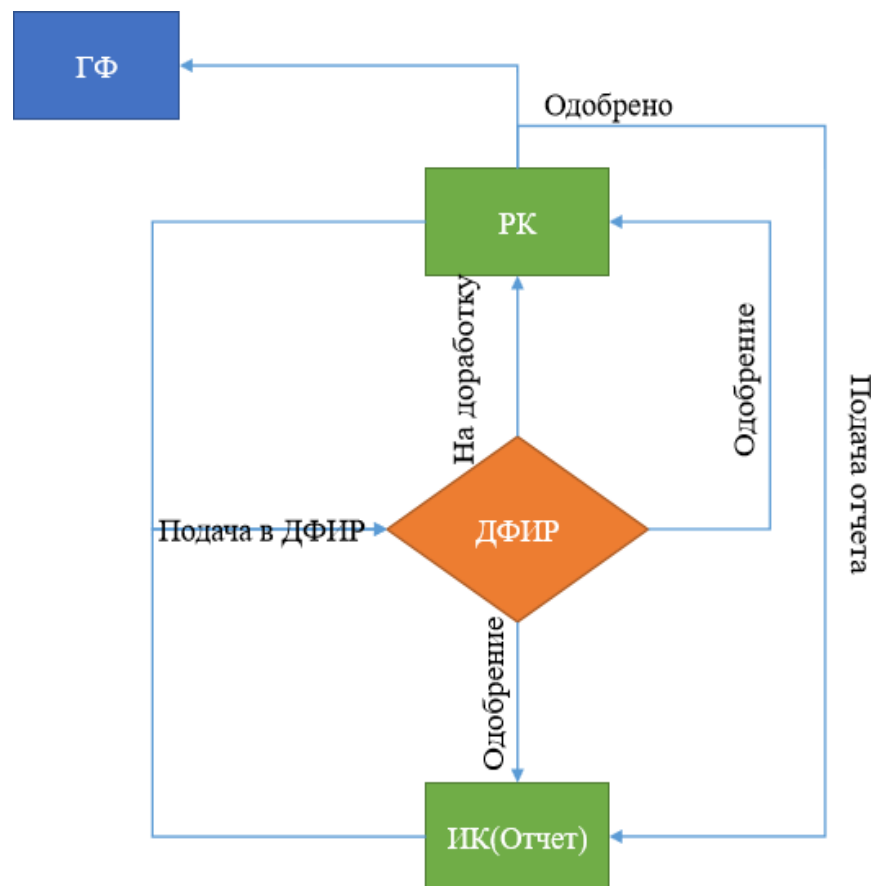 ГФ
Одобрено
РК
На доработку
Одобрение
Подача отчета
Подача в ДФИР
ДФИР
Одобрение
ИК(Отчет)